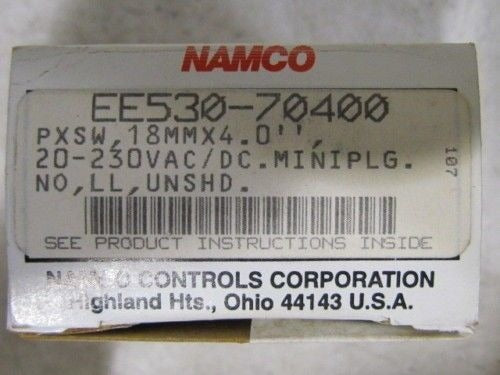 NAMCO
EE530-70400
PXSW,18MMX4.0'',
20-230VAC/DC.MINIPLG.
NO,LL,UNSHD.
107
SEE PRODUCT INSTRUCTIONS INSIDE
NAMCO CONTROLS CORPORATION
Highland Hts., Ohio 44143 U.S.A.